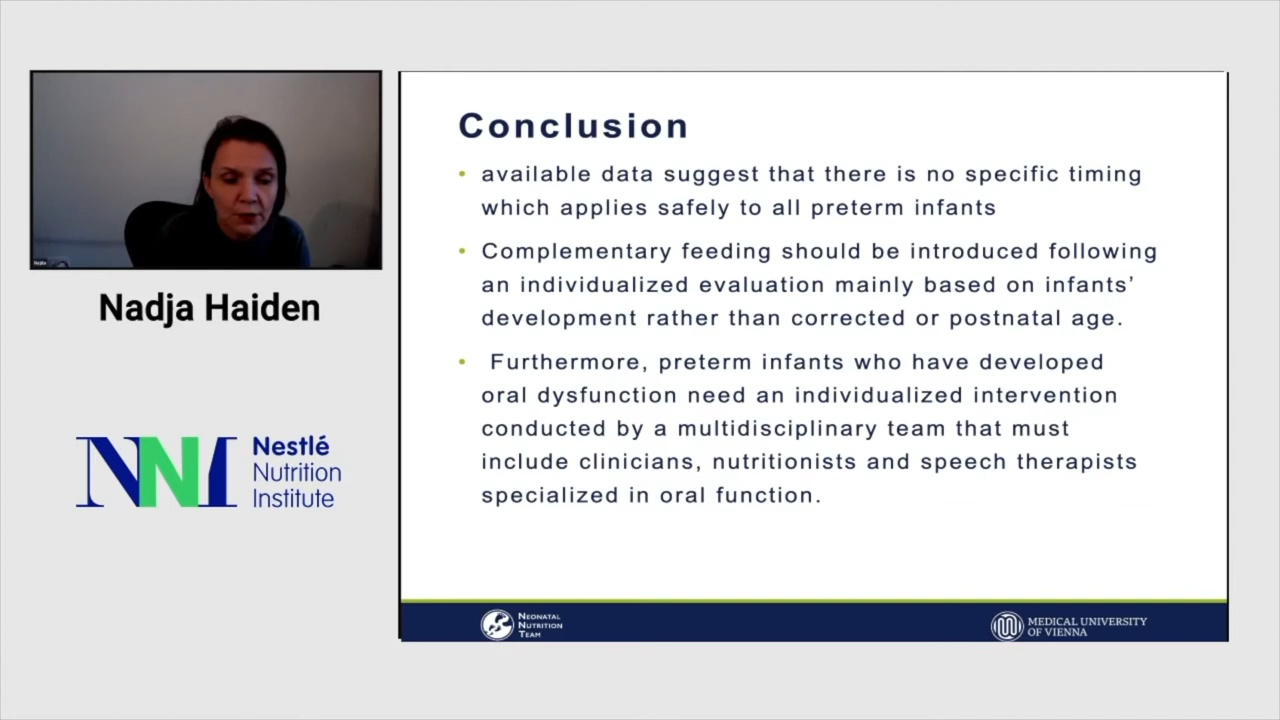 Nadja Haiden
NNI
Nestlé
Nutrition
Institute
Conclusion
• available data suggest that there is no specific timing
which applies safely to all preterm infants
• Complementary feeding should be introduced following
an individualized evaluation mainly based on infants’
development rather than corrected or postnatal age.
• Furthermore, preterm infants who have developed
oral dysfunction need an individualized intervention
conducted by a multidisciplinary team that must
include clinicians, nutritionists and speech therapists
specialized in oral function.
NEONATAL
NUTRITION
TEAM
MEDICAL UNIVERSITY
OF VIENNA